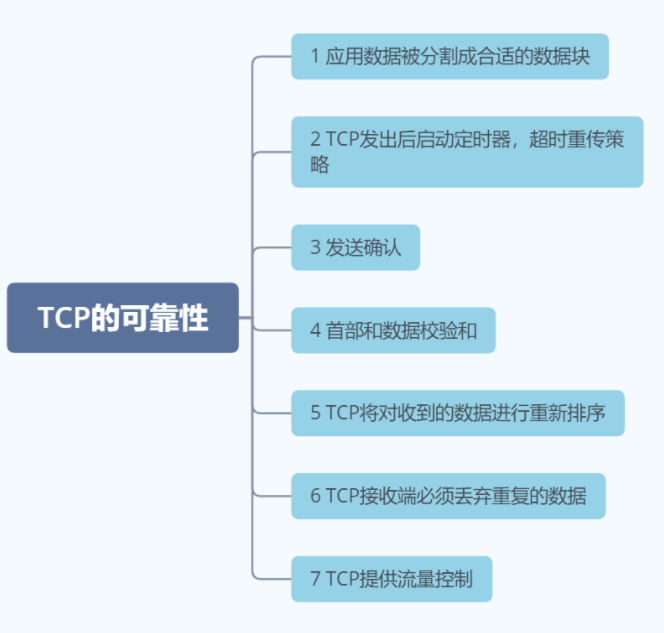 TCP的可靠性
1 应用数据被分割成合适的数据块
2 TCP发出后启动定时器，超时重传策
略
3 发送确认
4 首部和数据校验和
5 TCP将对收到的数据进行重新排序
6 TCP接收端必须丢弃重复的数据
7 TCP提供流量控制